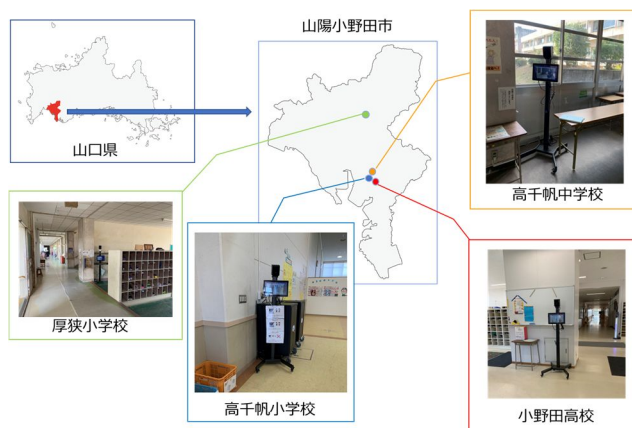 山陽小野田市
山口県
高千帆中学校
厚狭小学校
高千帆小学校
小野田高校